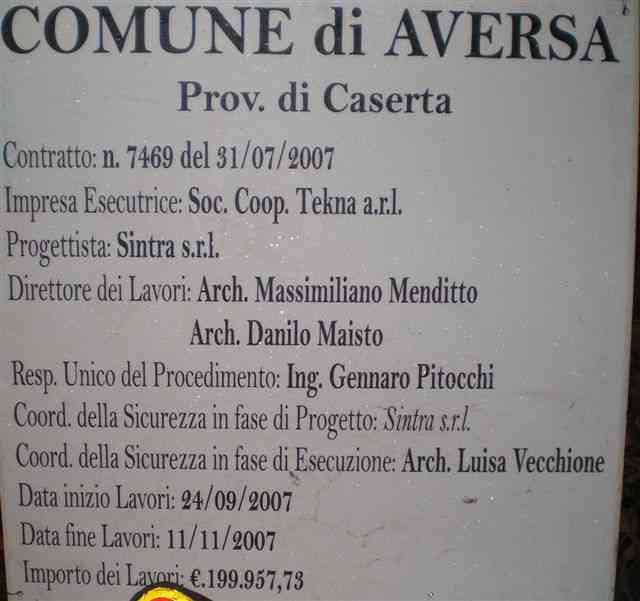 COMUNE di AVERSA
Prov. di Caserta
Contratto: n. 7469 del 31/07/2007
Impresa Esecutrice: Soc. Coop. Tekna a.r.l.
Progettista: Sintra s.r.l.
Direttore dei Lavori: Arch. Massimiliano Menditto
Arch. Danilo Maisto
Resp. Unico del Procedimento: Ing. Gennaro Pitocchi
Coord. della Sicurezza in fase di Progetto: Sintra s.r.l.
Coord. della Sicurezza in fase di Esecuzione: Arch. Luisa Vecchione
Data inizio Lavori: 24/09/2007
Data fine Lavori: 11/11/2007
Importo dei Lavori: €.199.957,73